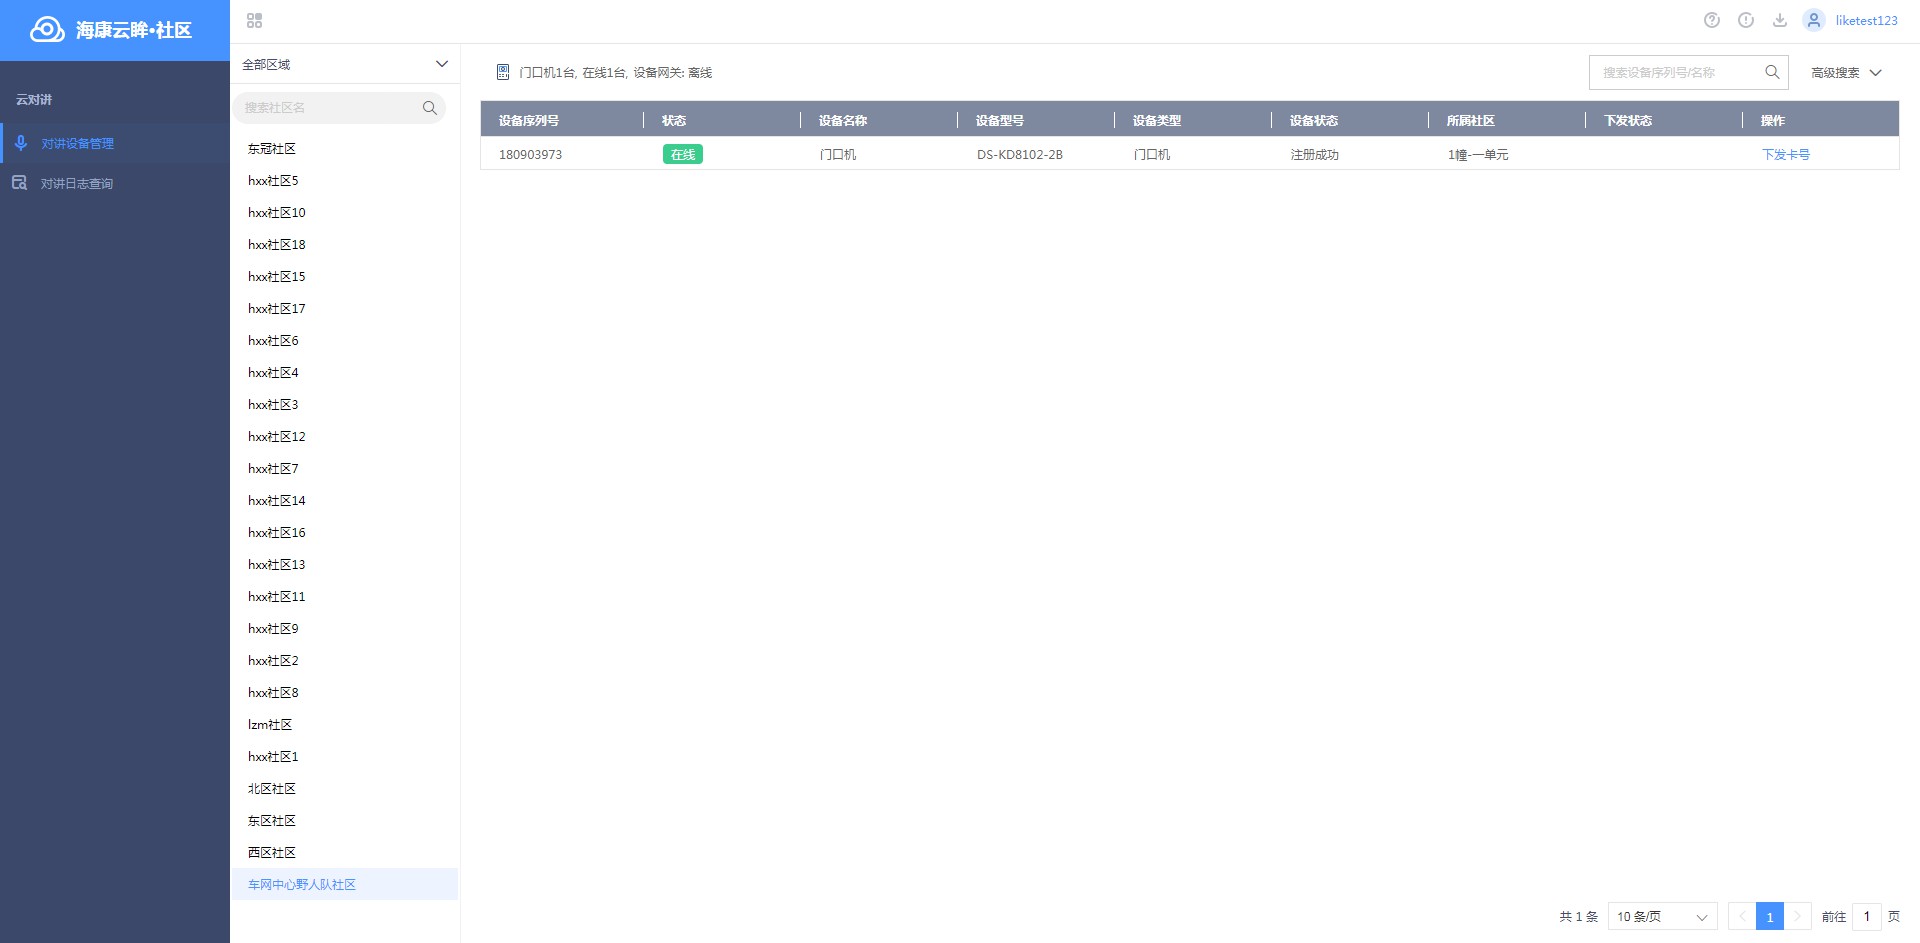 海康云眸•社区
liketest123
云对讲
对讲设备管理
对讲日志查询
全部区域
搜索社区名
东冠社区
hxx社区5
hxx社区10
hxx社区18
hxx社区15
hxx社区17
hxx社区6
hxx社区4
hxx社区3
hxx社区12
hxx社区7
hxx社区14
hxx社区16
hxx社区13
hxx社区11
hxx社区9
hxx社区2
hxx社区8
lzm社区
hxx社区1
北区社区
东区社区
西区社区
车网中心野人队社区
门口机1台, 在线1台, 设备网关: 离线
搜索设备序列号/名称
高级搜索
设备序列号 状态 设备名称 设备型号 设备类型 设备状态 所属社区 下发状态 操作
180903973 在线 门口机 DS-KD8102-2B 门口机 注册成功 1幢-一单元 下发卡号
共 1 条 10 条/页 1 前往 1 页